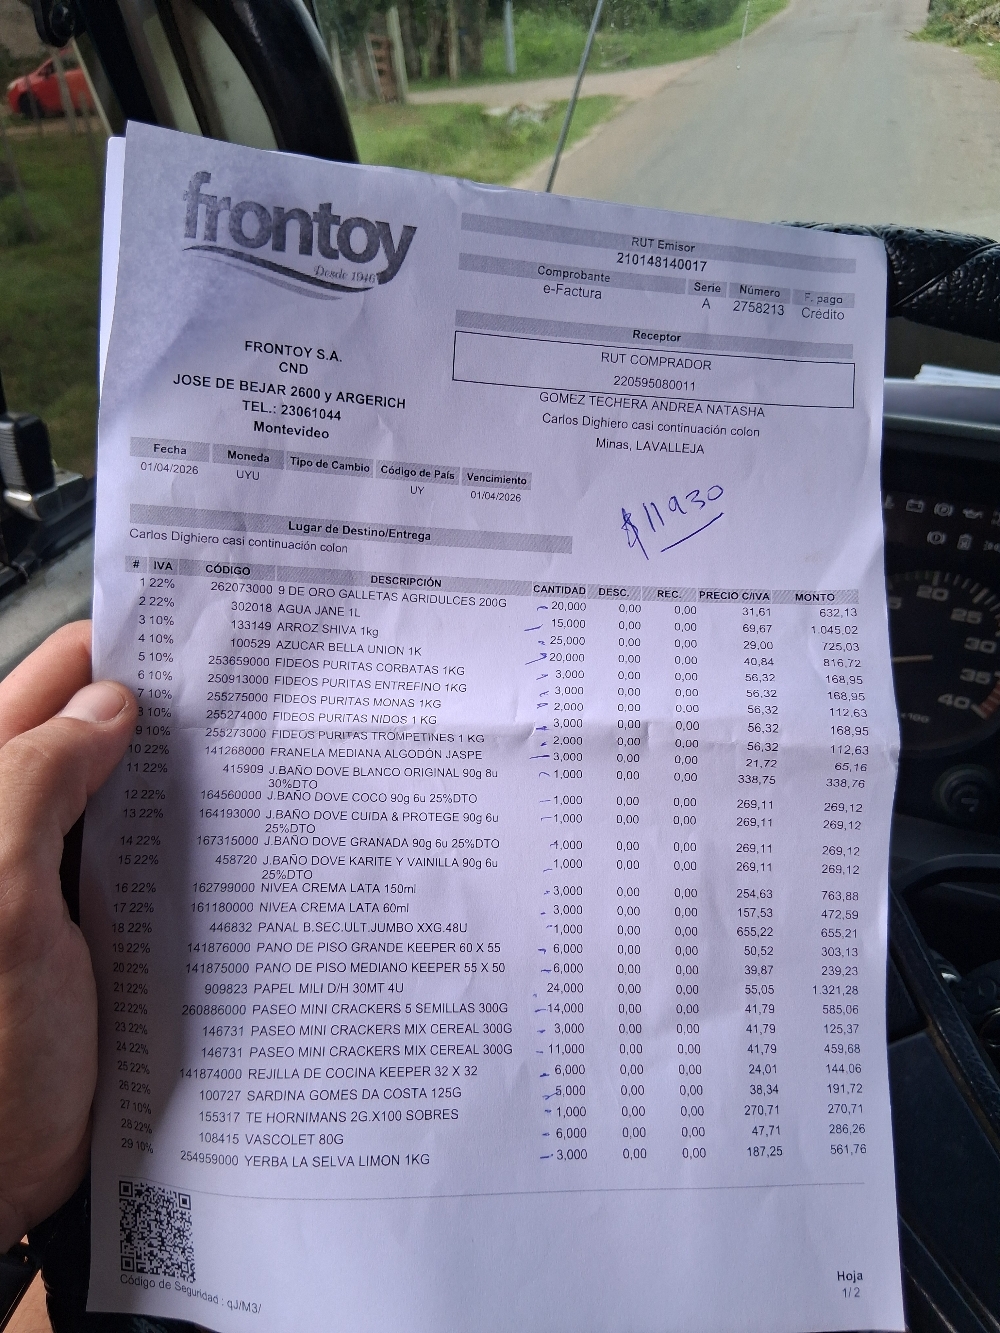 frontoy
Desde 1946
RUT Emisor
210148140017
Comprobante Serie Número F. pago
e-Factura A 2758213 Crédito
Receptor
RUT COMPRADOR
220595080011
GOMEZ TECHERA ANDREA NATASHA
Carlos Dighiero casi continuación colon
Minas, LAVALLEJA
FRONTOY S.A.
CND
JOSE DE BEJAR 2600 y ARGERICH
TEL.: 23061044
Montevideo
Fecha Moneda Tipo de Cambio Código de País Vencimiento
01/04/2026 UYU UY 01/04/2026
$11930
Lugar de Destino/Entrega
Carlos Dighiero casi continuación colon
# IVA CÓDIGO DESCRIPCIÓN CANTIDAD DESC. REC. PRECIO C/IVA MONTO
1 22% 262073000 9 DE ORO GALLETAS AGRIDULCES 200G 20,000 0,00 0,00 31,61 632,13
2 22% 302018 AGUA JANE 1L 15,000 0,00 0,00 69,67 1.045,02
3 10% 133149 ARROZ SHIVA 1kg 25,000 0,00 0,00 29,00 725,03
4 10% 100529 AZUCAR BELLA UNION 1K 20,000 0,00 0,00 40,84 816,72
5 10% 253659000 FIDEOS PURITAS CORBATAS 1KG 3,000 0,00 0,00 56,32 168,95
6 10% 250913000 FIDEOS PURITAS ENTREFINO 1KG 3,000 0,00 0,00 56,32 168,95
7 10% 255275000 FIDEOS PURITAS MONAS 1KG 2,000 0,00 0,00 56,32 112,63
8 10% 255274000 FIDEOS PURITAS NIDOS 1 KG 3,000 0,00 0,00 56,32 168,95
9 10% 255273000 FIDEOS PURITAS TROMPETINES 1 KG 2,000 0,00 0,00 56,32 112,63
10 22% 141268000 FRANELA MEDIANA ALGODÓN JASPE 3,000 0,00 0,00 21,72 65,16
11 22% 415909 J.BAÑO DOVE BLANCO ORIGINAL 90g 8u 1,000 0,00 0,00 338,75 338,76
30%DTO
12 22% 164560000 J.BAÑO DOVE COCO 90g 6u 25%DTO 1,000 0,00 0,00 269,11 269,12
13 22% 164193000 J.BAÑO DOVE CUIDA & PROTEGE 90g 6u 1,000 0,00 0,00 269,11 269,12
25%DTO
14 22% 167315000 J.BAÑO DOVE GRANADA 90g 6u 25%DTO 1,000 0,00 0,00 269,11 269,12
15 22% 458720 J.BAÑO DOVE KARITE Y VAINILLA 90g 6u 1,000 0,00 0,00 269,11 269,12
25%DTO
16 22% 162799000 NIVEA CREMA LATA 150ml 3,000 0,00 0,00 254,63 763,88
17 22% 161180000 NIVEA CREMA LATA 60ml 3,000 0,00 0,00 157,53 472,59
18 22% 446832 PANAL B.SEC.ULT.JUMBO XXG.48U 1,000 0,00 0,00 655,22 655,21
19 22% 141876000 PANO DE PISO GRANDE KEEPER 60 X 55 6,000 0,00 0,00 50,52 303,13
20 22% 141875000 PANO DE PISO MEDIANO KEEPER 55 X 50 6,000 0,00 0,00 39,87 239,23
21 22% 909823 PAPEL MILI D/H 30MT 4U 24,000 0,00 0,00 55,05 1.321,28
22 22% 260886000 PASEO MINI CRACKERS 5 SEMILLAS 300G 14,000 0,00 0,00 41,79 585,06
23 22% 146731 PASEO MINI CRACKERS MIX CEREAL 300G 3,000 0,00 0,00 41,79 125,37
24 22% 146731 PASEO MINI CRACKERS MIX CEREAL 300G 11,000 0,00 0,00 41,79 459,68
25 22% 141874000 REJILLA DE COCINA KEEPER 32 X 32 6,000 0,00 0,00 24,01 144,06
26 22% 100727 SARDINA GOMES DA COSTA 125G 5,000 0,00 0,00 38,34 191,72
27 10% 155317 TE HORNIMANS 2G.X100 SOBRES 1,000 0,00 0,00 270,71 270,71
28 22% 108415 VASCOLET 80G 6,000 0,00 0,00 47,71 286,26
29 10% 254959000 YERBA LA SELVA LIMON 1KG 3,000 0,00 0,00 187,25 561,76
Código de Seguridad : qJ/M3/
Hoja
1/2
20
25
30
35
40